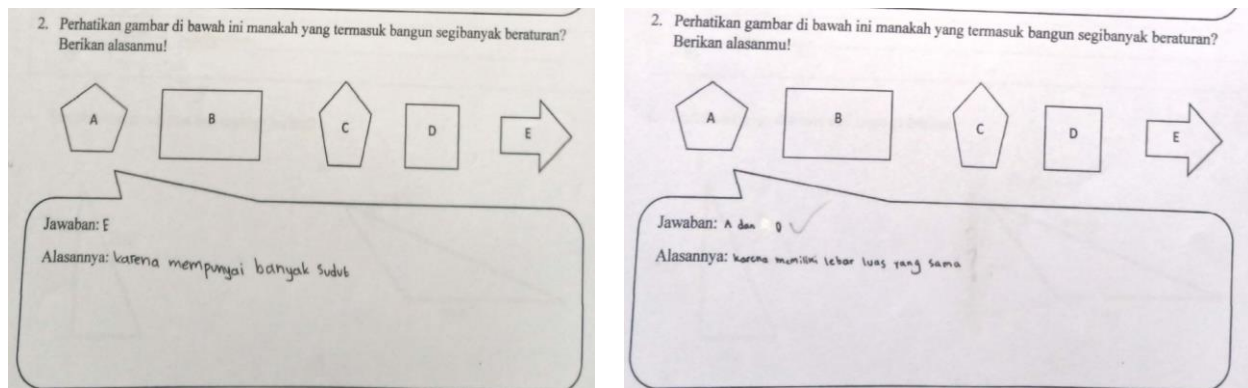 2. Perhatikan gambar di bawah ini manakah yang termasuk bangun segibanyak beraturan?
Berikan alasanmu!
A
B
C
D
E
Jawaban: E
Alasannya: karena mempunyai banyak sudut
2. Perhatikan gambar di bawah ini manakah yang termasuk bangun segibanyak beraturan?
Berikan alasanmu!
A
B
C
D
E
Jawaban: A dan D
Alasannya: karena memiliki lebar luas yang sama